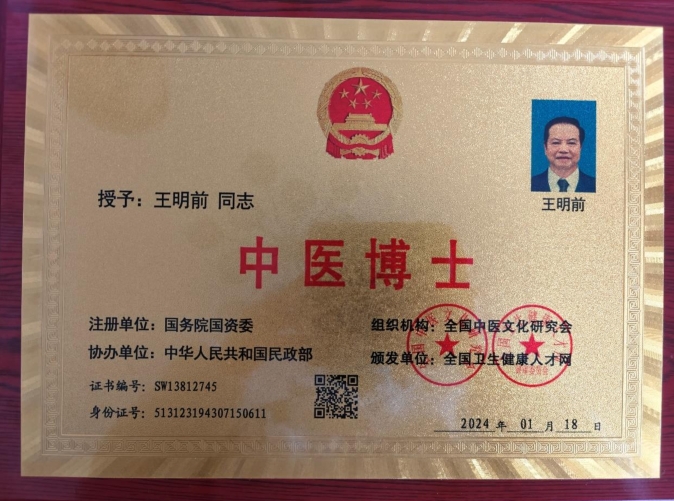 授予：王明前 同志
王明前
中医博士
注册单位：国务院国资委
组织机构：全国中医文化研究会
协办单位：中华人民共和国民政部
颁发单位：全国卫生健康人才网
证书编号：SW13812745
身份证号：513123194307150611
2024 年 01 月 18 日